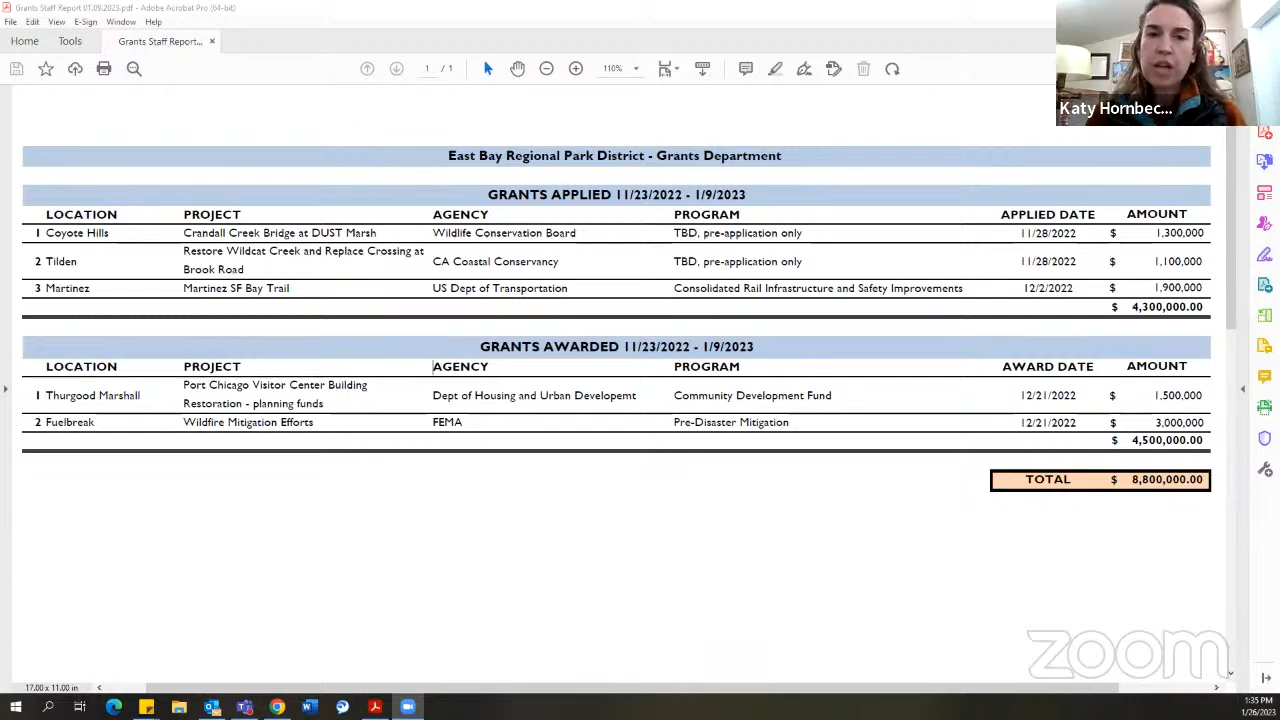 Grants Staff Report 01.09.2023.pdf - Adobe Acrobat Pro (64-bit)
File Edit View E-Sign Window Help
Home Tools Grants Staff Report... ×
1 / 1 110%
Katy Hornbec...
East Bay Regional Park District - Grants Department
GRANTS APPLIED 11/23/2022 - 1/9/2023
LOCATION PROJECT AGENCY PROGRAM APPLIED DATE AMOUNT
1 Coyote Hills Crandall Creek Bridge at DUST Marsh Wildlife Conservation Board TBD, pre-application only 11/28/2022 $ 1,300,000
2 Tilden Restore Wildcat Creek and Replace Crossing at Brook Road CA Coastal Conservancy TBD, pre-application only 11/28/2022 $ 1,100,000
3 Martinez Martinez SF Bay Trail US Dept of Transportation Consolidated Rail Infrastructure and Safety Improvements 12/2/2022 $ 1,900,000
$ 4,300,000.00
GRANTS AWARDED 11/23/2022 - 1/9/2023
LOCATION PROJECT AGENCY PROGRAM AWARD DATE AMOUNT
1 Thurgood Marshall Port Chicago Visitor Center Building Restoration - planning funds Dept of Housing and Urban Developemt Community Development Fund 12/21/2022 $ 1,500,000
2 Fuelbreak Wildfire Mitigation Efforts FEMA Pre-Disaster Mitigation 12/21/2022 $ 3,000,000
$ 4,500,000.00
TOTAL $ 8,800,000.00
zoom
17.00 x 11.00 in
1:35 PM
1/26/2023